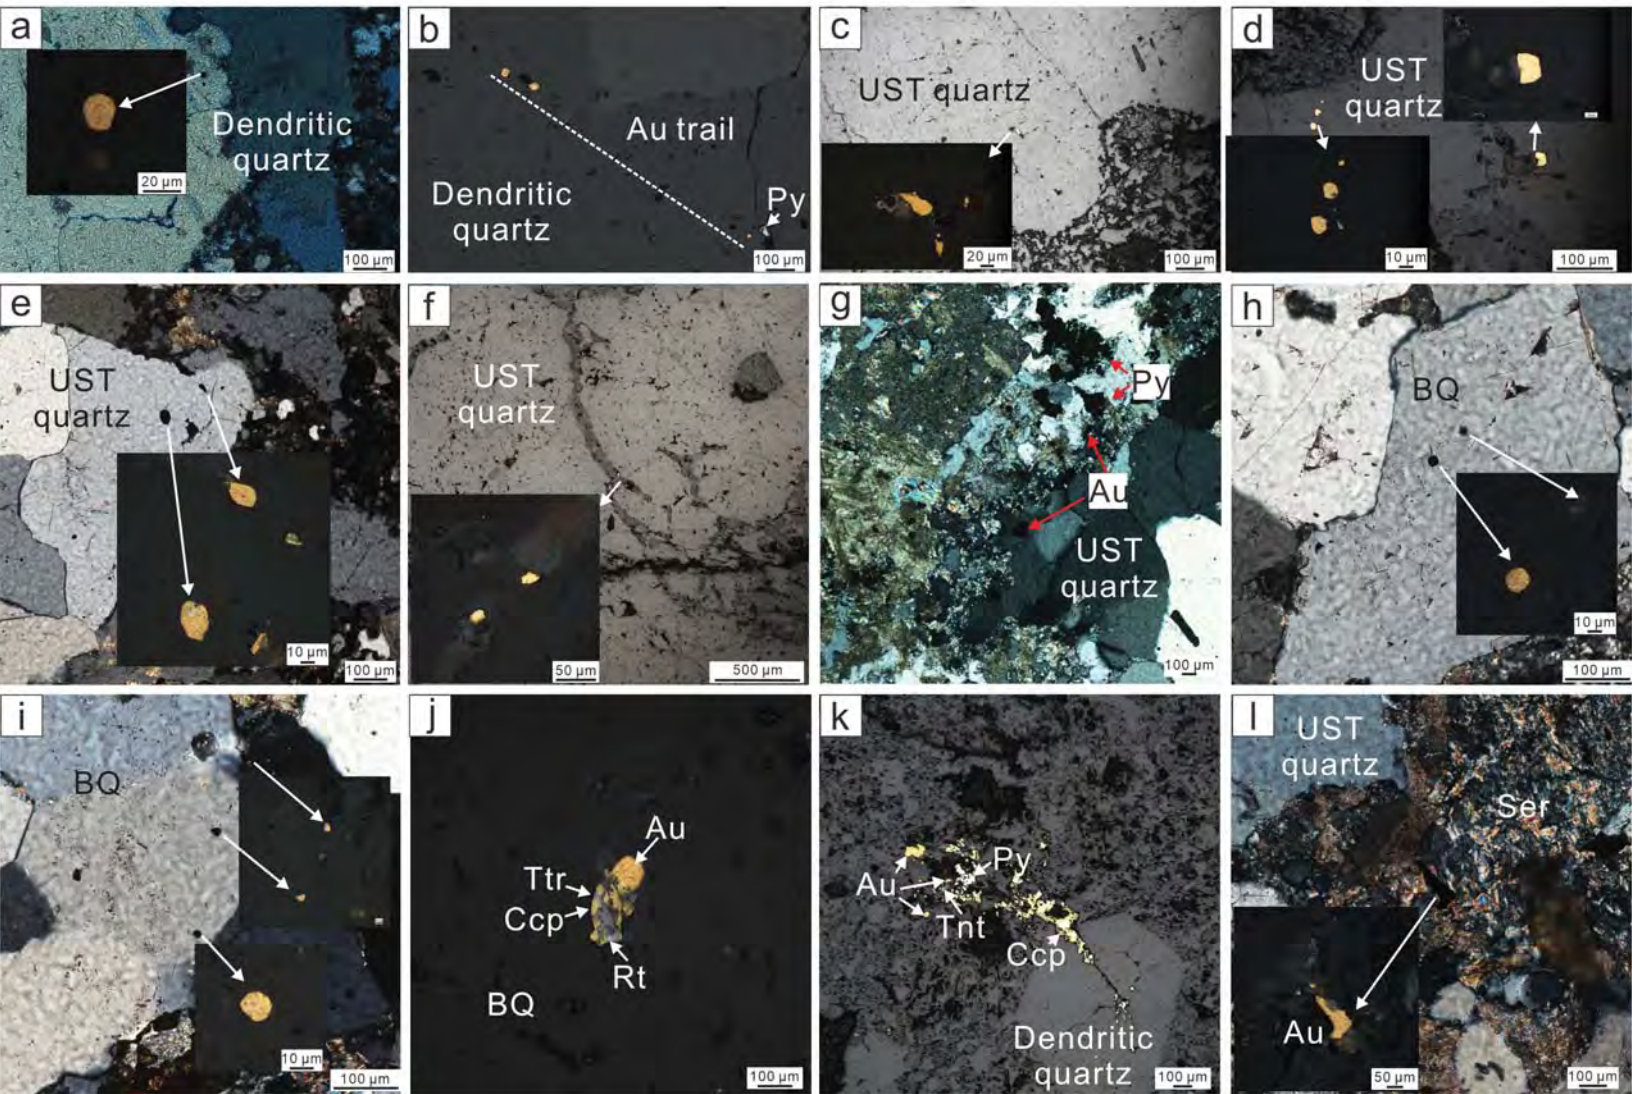 a
Dendritic
quartz
20 µm
100 µm
b
Au trail
Dendritic
quartz
Py
100 µm
c
UST quartz
20 µm
100 µm
d
UST
quartz
10 µm
100 µm
e
UST
quartz
10 µm
100 µm
f
UST
quartz
50 µm
500 µm
g
Py
Au
UST
quartz
100 µm
h
BQ
10 µm
100 µm
i
BQ
10 µm
100 µm
j
Au
Ttr
Ccp
Rt
BQ
100 µm
k
Py
Au
Tnt
Ccp
Dendritic
quartz
100 µm
l
UST
quartz
Ser
Au
50 µm
100 µm